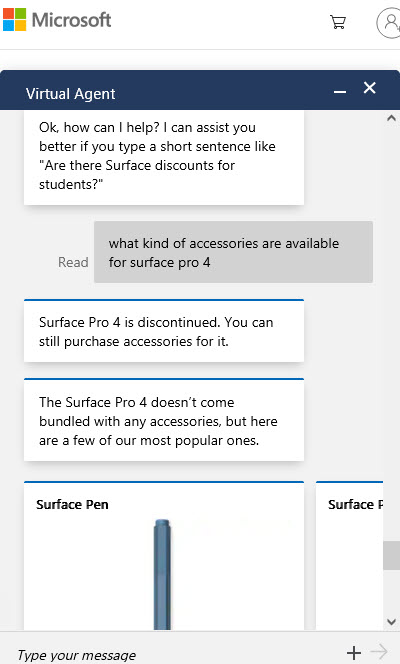 Microsoft
Virtual Agent
Ok, how can I help? I can assist you
better if you type a short sentence like
"Are there Surface discounts for
students?"
what kind of accessories are available
for surface pro 4
Read
Surface Pro 4 is discontinued. You can
still purchase accessories for it.
The Surface Pro 4 doesn’t come
bundled with any accessories, but here
are a few of our most popular ones.
Surface Pen
Surface
Type your message